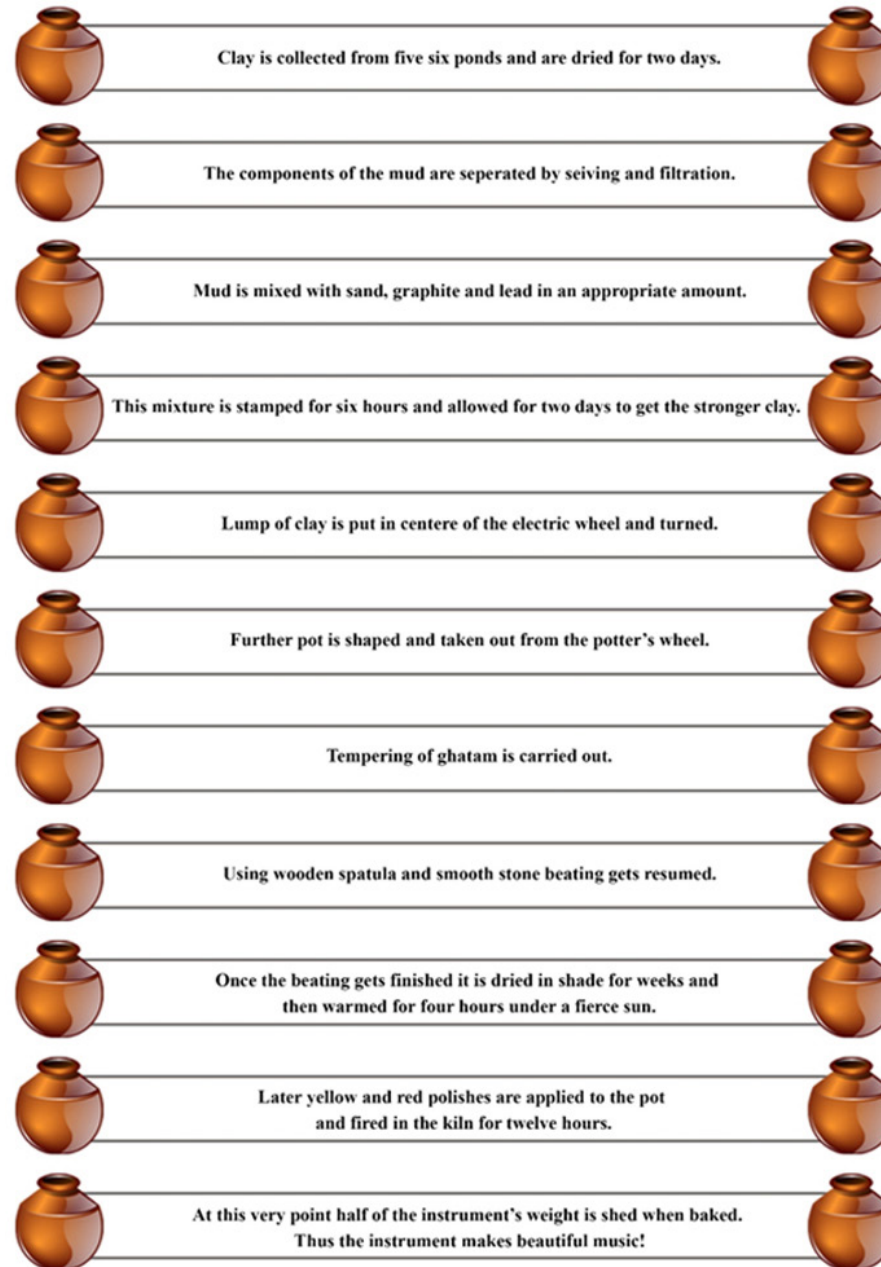 Clay is collected from five six ponds and are dried for two days.
The components of the mud are seperated by seiving and filtration.
Mud is mixed with sand, graphite and lead in an appropriate amount.
This mixture is stamped for six hours and allowed for two days to get the stronger clay.
Lump of clay is put in centere of the electric wheel and turned.
Further pot is shaped and taken out from the potter’s wheel.
Tempering of ghatam is carried out.
Using wooden spatula and smooth stone beating gets resumed.
Once the beating gets finished it is dried in shade for weeks and
then warmed for four hours under a fierce sun.
Later yellow and red polishes are applied to the pot
and fired in the kiln for twelve hours.
At this very point half of the instrument’s weight is shed when baked.
Thus the instrument makes beautiful music!